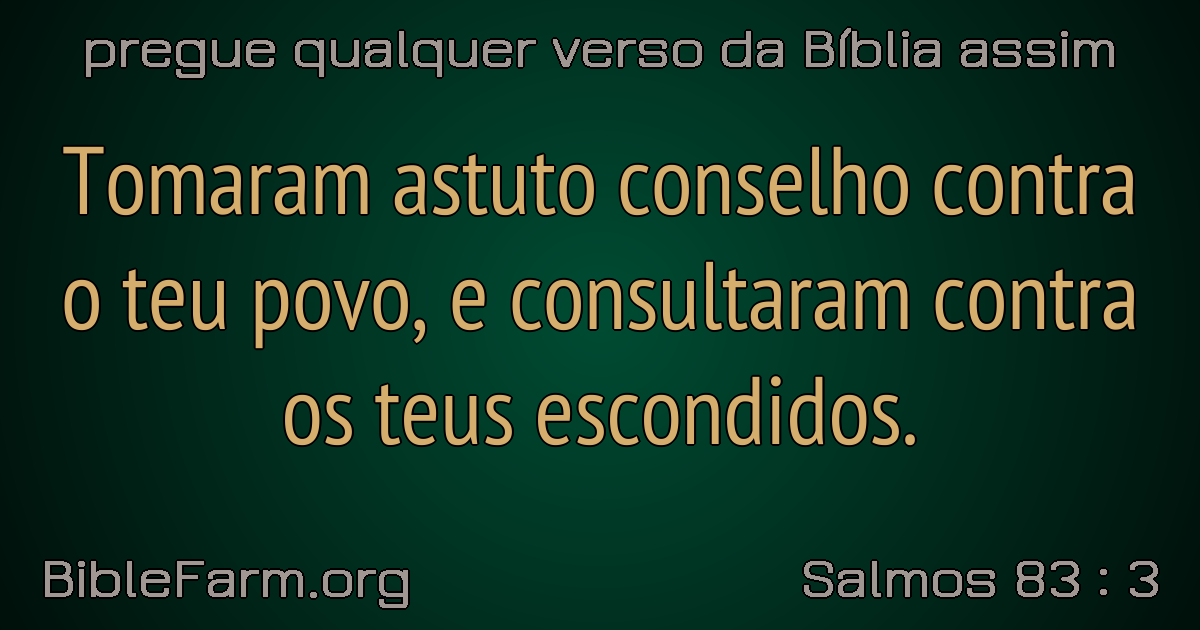 pregue qualquer verso da Bíblia assim
Tomaram astuto conselho contra
o teu povo, e consultaram contra
os teus escondidos.
BibleFarm.org
Salmos 83 : 3